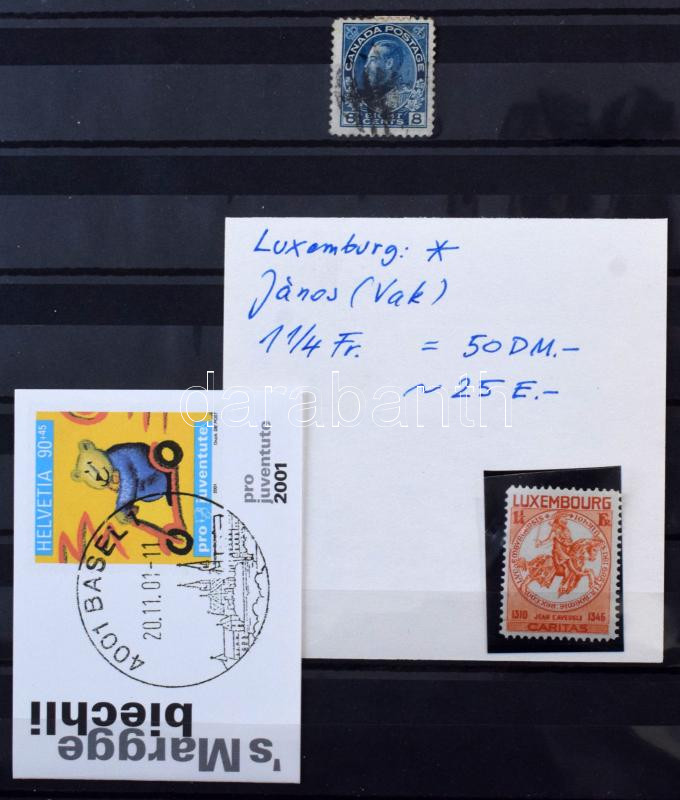 CANADA POSTAGE
8 EIGHT CENTS 8
Luxemburg: *
János (Vak)
1 1/4 Fr. = 50 DM.-
~ 25 E.-
darabanth
HELVETIA 90+45
pro juventute
2001
pro
juventute
2001
4001 BASEL
20.11.01-11
's Margge
biechli
LUXEMBOURG
1¼ Fr.
1310 1346
JEAN L'AVEUGLE
CARITAS